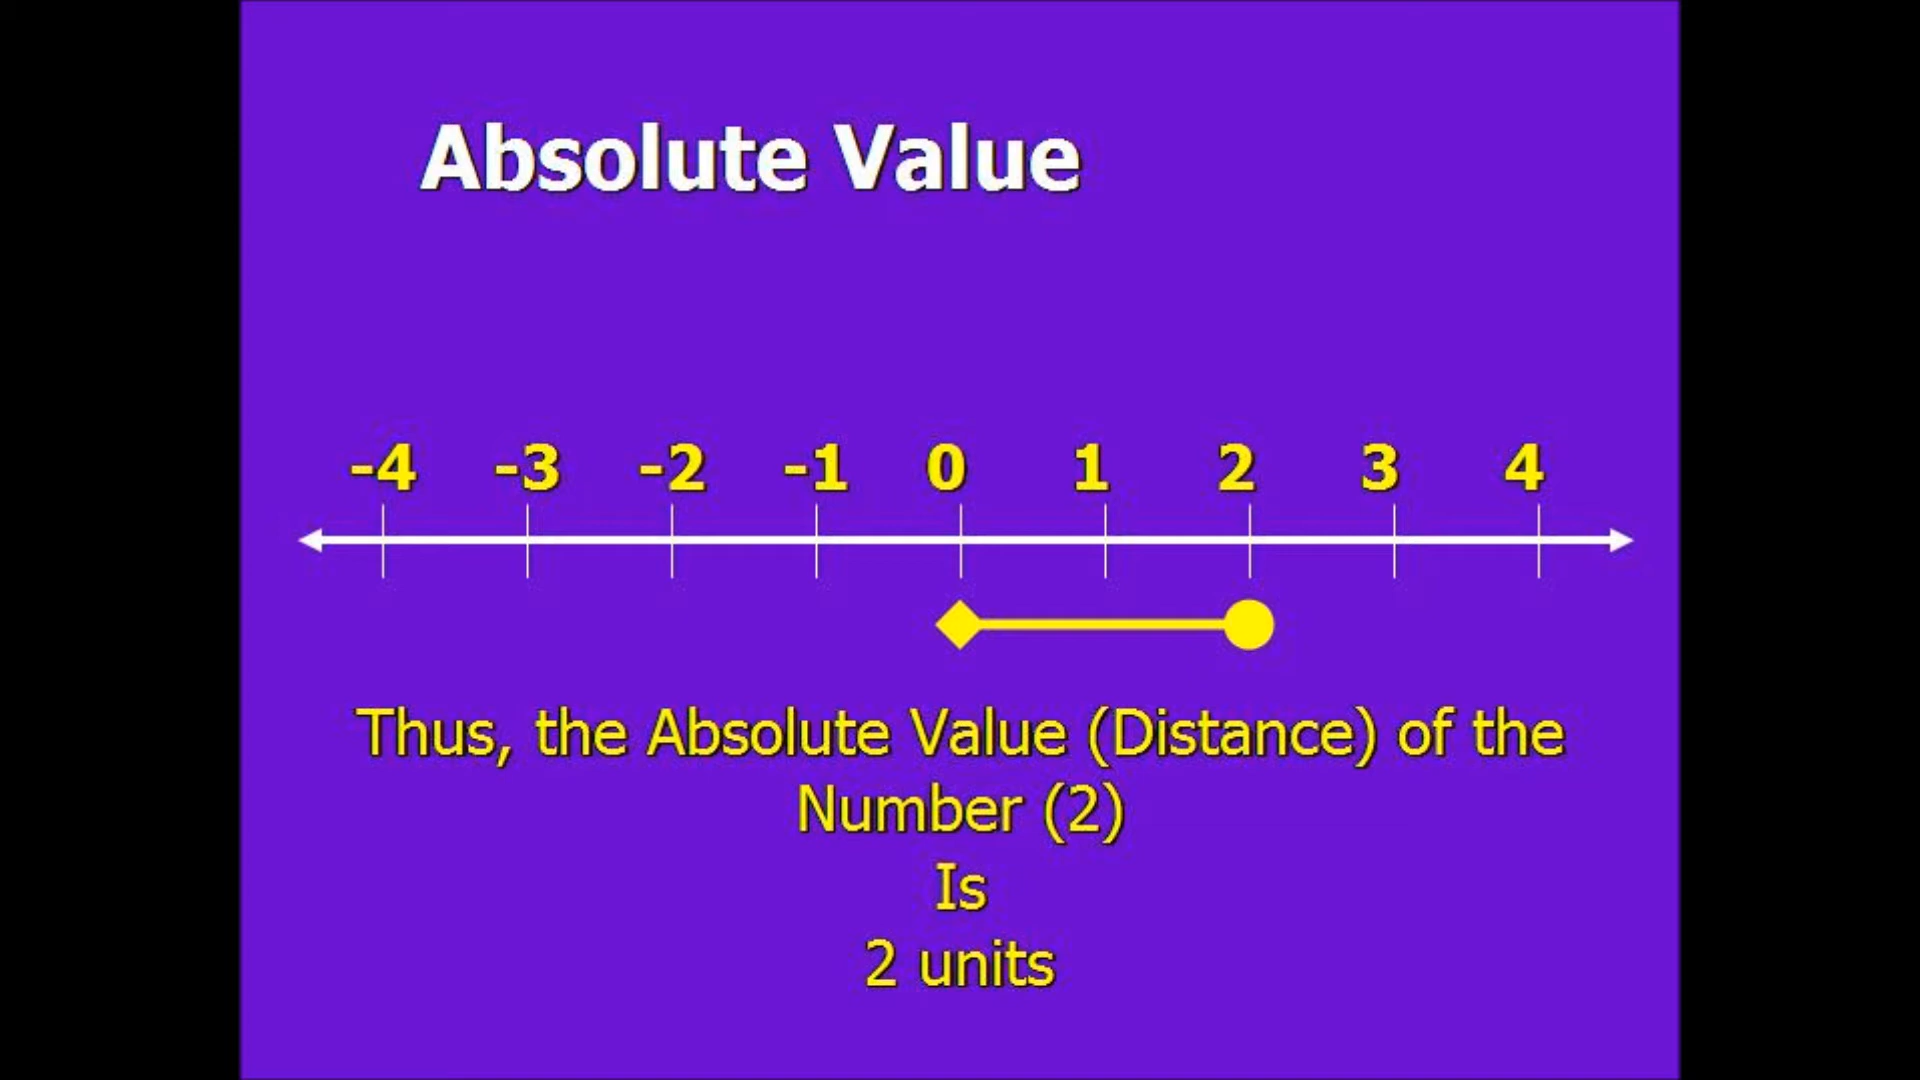 Absolute Value
-4 -3 -2 -1 0 1 2 3 4
Thus, the Absolute Value (Distance) of the
Number (2)
Is
2 units